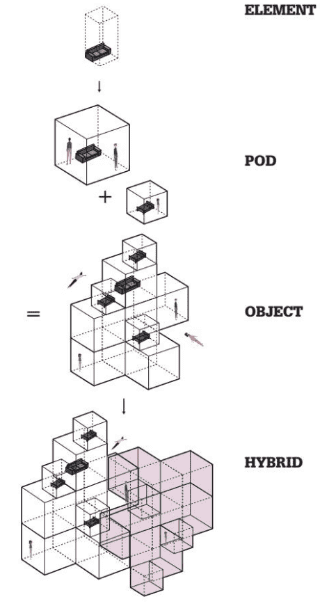 ELEMENT
POD
+
=
OBJECT
HYBRID